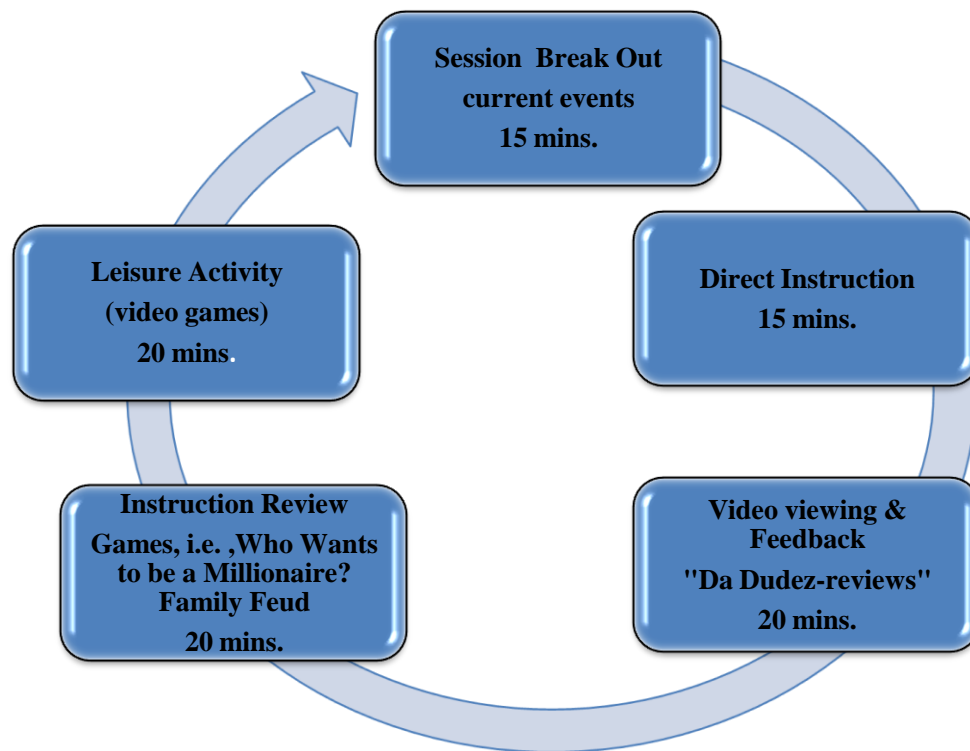 Session Break Out
current events
15 mins.
Direct Instruction
15 mins.
Video viewing &
Feedback
"Da Dudez-reviews"
20 mins.
Instruction Review
Games, i.e. ,Who Wants
to be a Millionaire?
Family Feud
20 mins.
Leisure Activity
(video games)
20 mins.